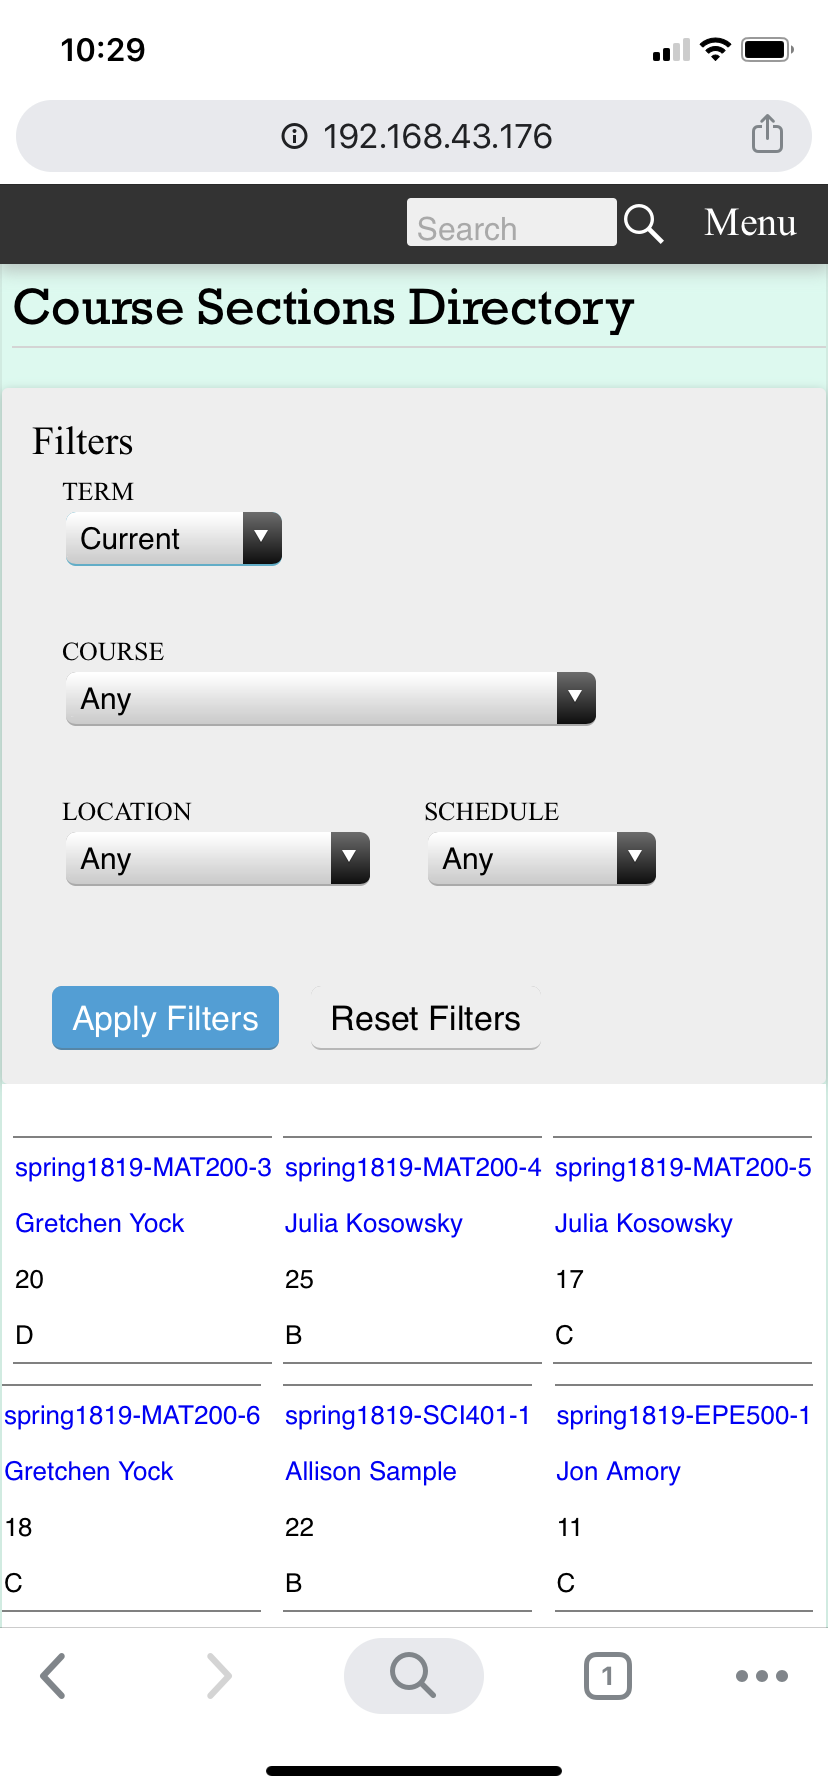 10:29
192.168.43.176
Search Menu
Course Sections Directory
Filters
TERM
Current
COURSE
Any
LOCATION SCHEDULE
Any Any
Apply Filters Reset Filters
spring1819-MAT200-3 spring1819-MAT200-4 spring1819-MAT200-5
Gretchen Yock Julia Kosowsky Julia Kosowsky
20 25 17
D B C
spring1819-MAT200-6 spring1819-SCI401-1 spring1819-EPE500-1
Gretchen Yock Allison Sample Jon Amory
18 22 11
C B C
1